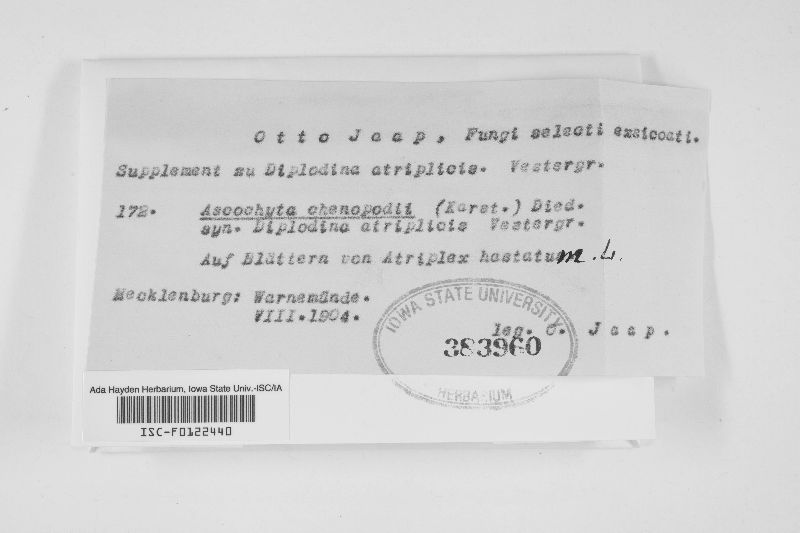 Otto Jaap, Fungi selecti exsiccati.
Supplement zu Diplodina atriplicis. Vestergr.
172. Ascochyta chenopodii (Karst.) Died.
syn. Diplodina atriplicis Vestergr.
Auf Blättern von Atriplex hastatum L.
Mecklenburg: Warnemünde.
VIII.1904.
leg. O. Jaap.
IOWA STATE UNIVERSITY
383960
HERBARIUM
Ada Hayden Herbarium, Iowa State Univ.-ISC/IA
ISC-F0122440